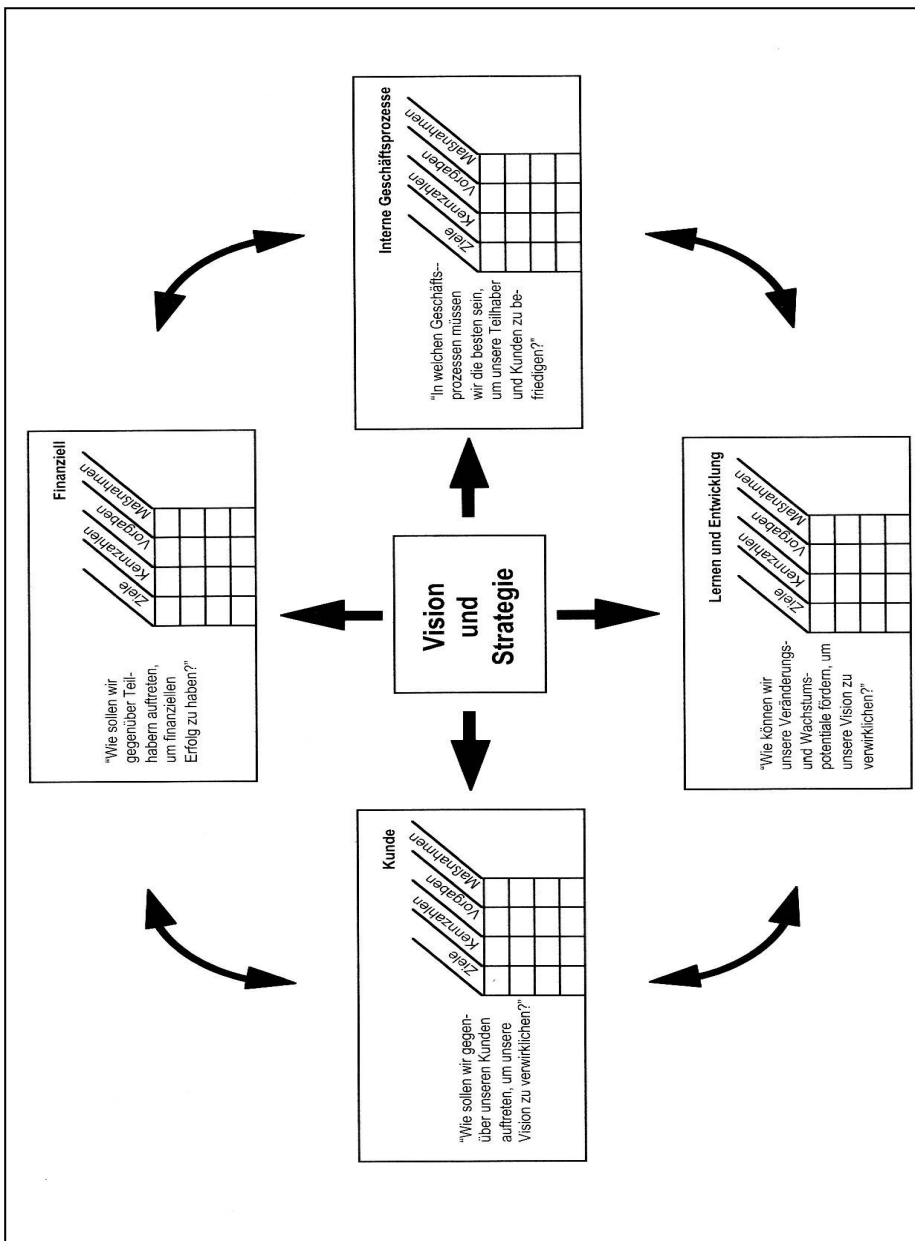 Finanziell
"Wie sollen wir
gegenüber Teil-
habern auftreten,
um finanziellen
Erfolg zu haben?"
Ziele
Kennzahlen
Vorgaben
Maßnahmen
Kunde
"Wie sollen wir gegen-
über unseren Kunden
auftreten, um unsere
Vision zu verwirklichen?"
Ziele
Kennzahlen
Vorgaben
Maßnahmen
Vision
und
Strategie
Interne Geschäftsprozesse
"In welchen Geschäfts--
prozessen müssen
wir die besten sein,
um unsere Teilhaber
und Kunden zu be-
friedigen?"
Ziele
Kennzahlen
Vorgaben
Maßnahmen
Lernen und Entwicklung
"Wie können wir
unsere Veränderungs-
und Wachstums-
potentiale fördern, um
unsere Vision zu
verwirklichen?"
Ziele
Kennzahlen
Vorgaben
Maßnahmen